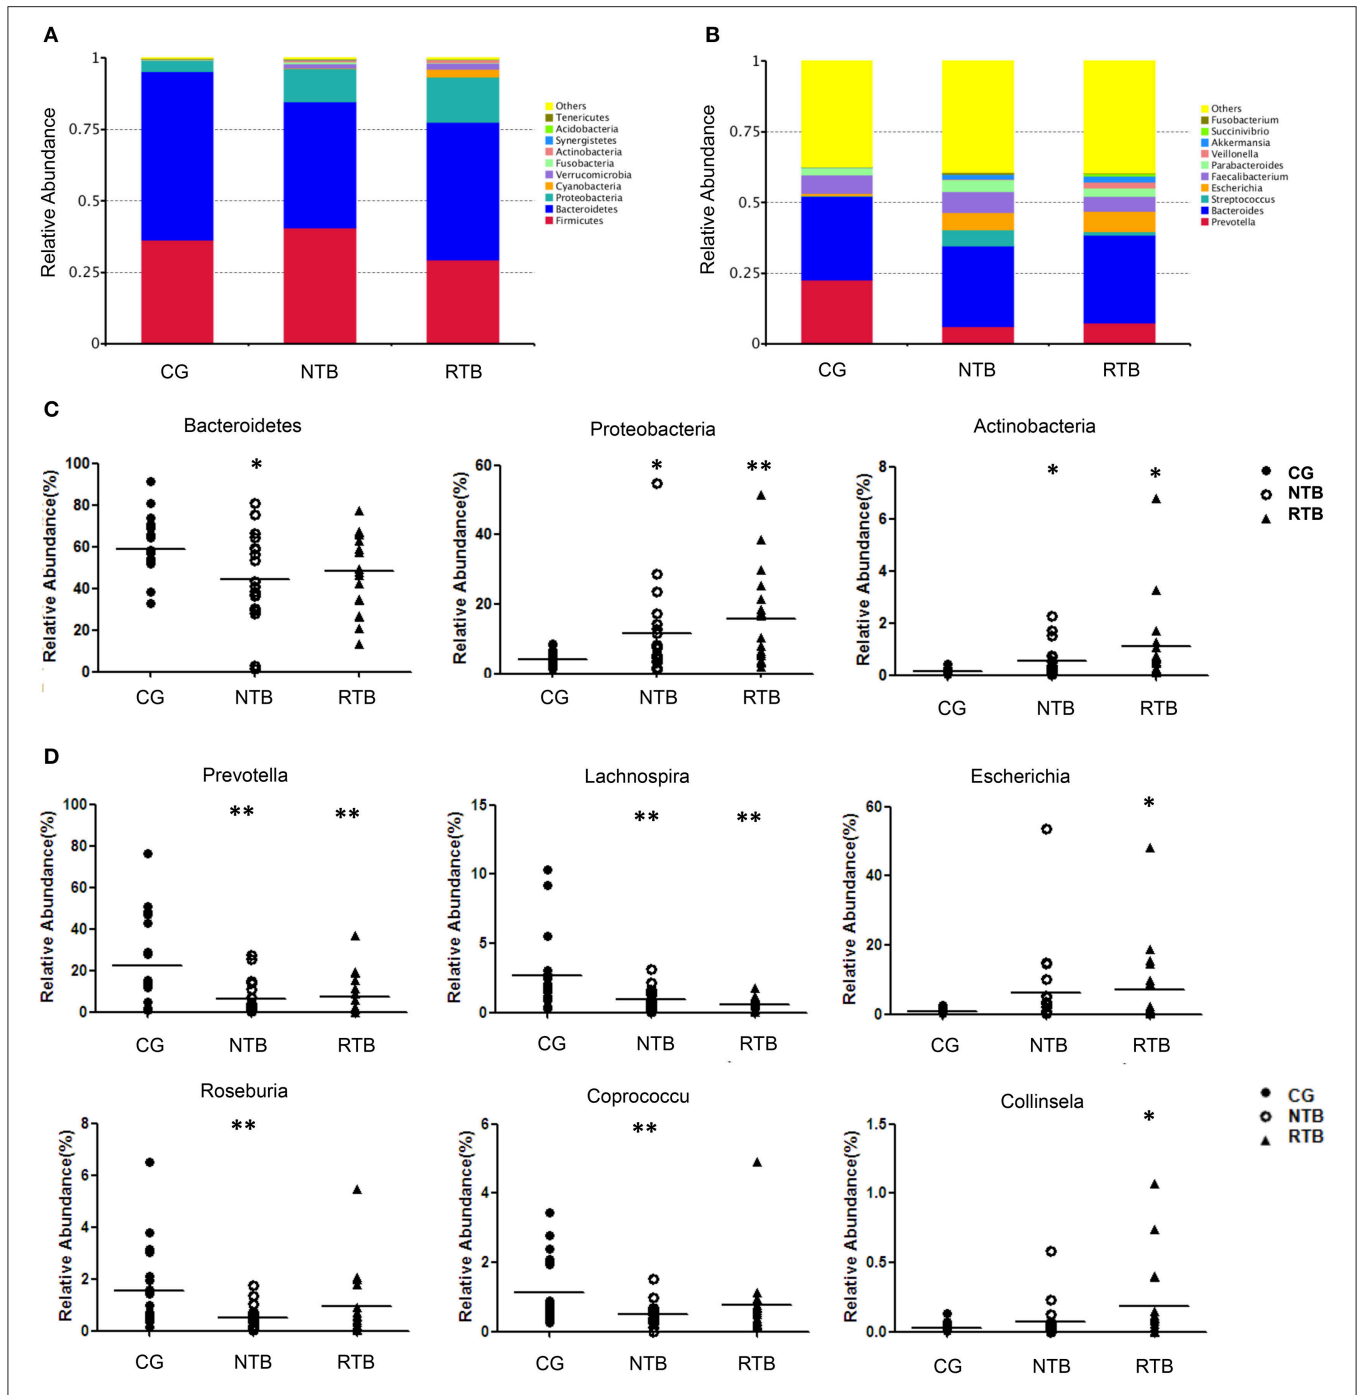 A
Relative Abundance
1
0.75
0.5
0.25
0
CG
NTB
RTB
Others
Tenericutes
Acidobacteria
Synergistetes
Actinobacteria
Fusobacteria
Verrucomicrobia
Cyanobacteria
Proteobacteria
Bacteroidetes
Firmicutes
B
Relative Abundance
1
0.75
0.5
0.25
0
CG
NTB
RTB
Others
Fusobacterium
Succinivibrio
Akkermansia
Veillonella
Parabacteroides
Faecalibacterium
Escherichia
Streptococcus
Bacteroides
Prevotella
C
Bacteroidetes
Relative Abundance(%)
100
80
60
40
20
0
*
CG
NTB
RTB
Proteobacteria
Relative Abundance(%)
60
40
20
0
*
**
CG
NTB
RTB
Actinobacteria
Relative Abundance(%)
8
6
4
2
0
*
*
CG
NTB
RTB
CG
NTB
RTB
D
Prevotella
Relative Abundance(%)
100
80
60
40
20
0
**
**
CG
NTB
RTB
Lachnospira
Relative Abundance(%)
15
10
5
0
**
**
CG
NTB
RTB
Escherichia
Relative Abundance(%)
60
40
20
0
*
CG
NTB
RTB
Roseburia
Relative Abundance(%)
8
6
4
2
0
**
CG
NTB
RTB
Coprococcu
Relative Abundance(%)
6
4
2
0
**
CG
NTB
RTB
Collinsela
Relative Abundance(%)
1.5
1.0
0.5
0.0
*
CG
NTB
RTB
CG
NTB
RTB